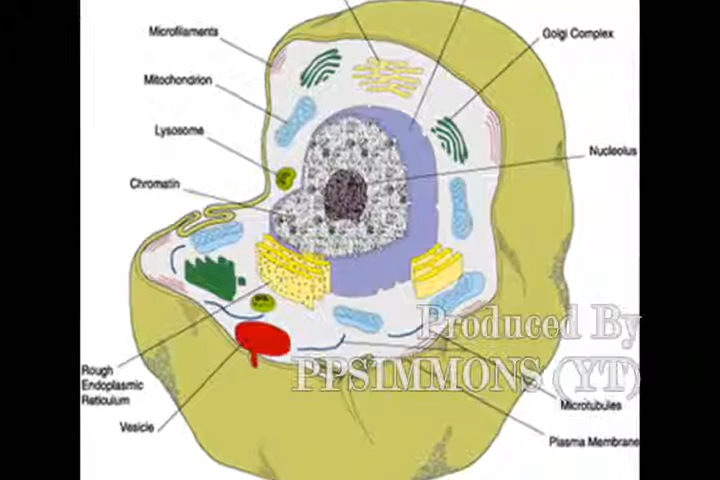 Microfilaments
Golgi Complex
Mitochondrion
Lysosome
Nucleolus
Chromatin
Produced By
PPSIMMONS (YT)
Rough
Endoplasmic
Reticulum
Microtubules
Vesicle
Plasma Membrane